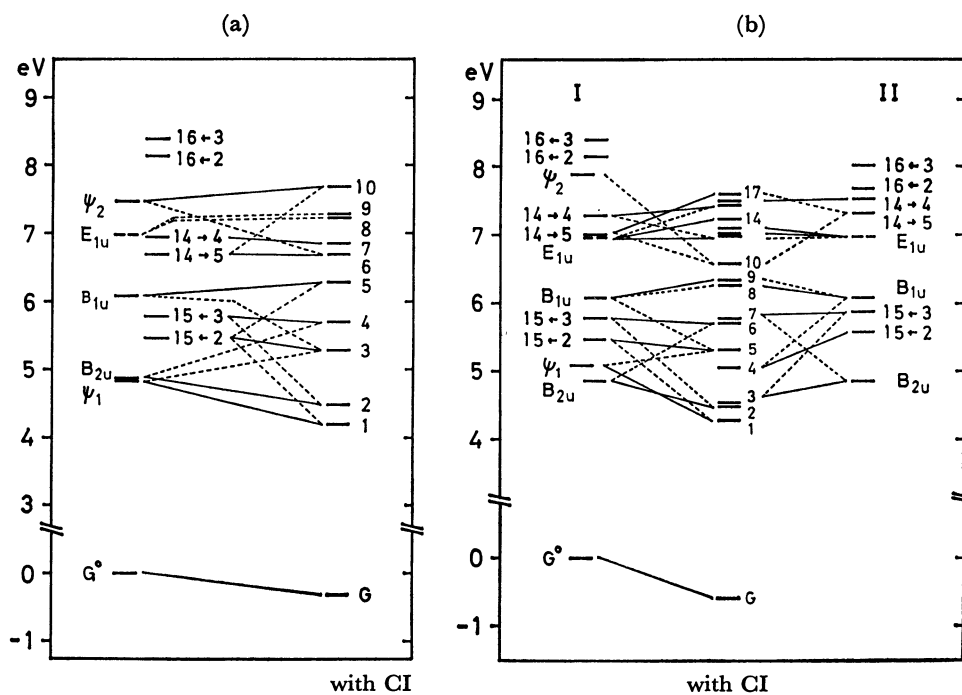 (a)
eV
9
8
7
6
5
4
3
0
-1
16←3
16←2
ψ₂
E₁ᵤ
14→4
14→5
B₁ᵤ
15←3
15←2
B₂ᵤ
ψ₁
G°
10
9
8
7
6
5
4
3
2
1
G
with CI
(b)
eV
9
8
7
6
5
4
0
-1
I
16←3
16←2
ψ₂
14→4
14→5
E₁ᵤ
B₁ᵤ
15←3
15←2
ψ₁
B₂ᵤ
G°
17
14
10
9
8
7
6
5
4
3
2
1
G
II
16←3
16←2
14→4
14→5
E₁ᵤ
B₁ᵤ
15←3
15←2
B₂ᵤ
with CI